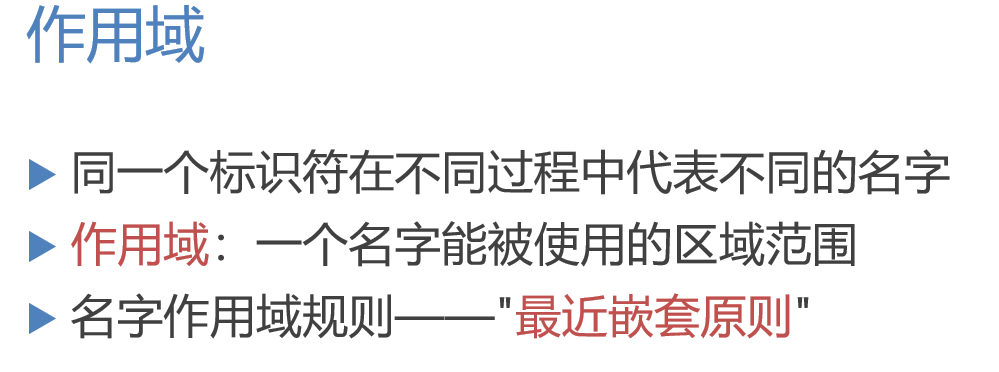 作用域
同一个标识符在不同过程中代表不同的名字
作用域：一个名字能被使用的区域范围
名字作用域规则——"最近嵌套原则"